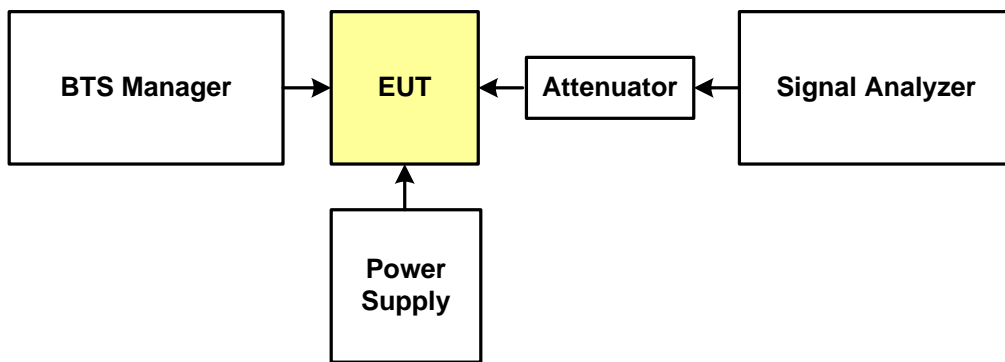 BTS Manager
EUT
Attenuator
Signal Analyzer
Power
Supply